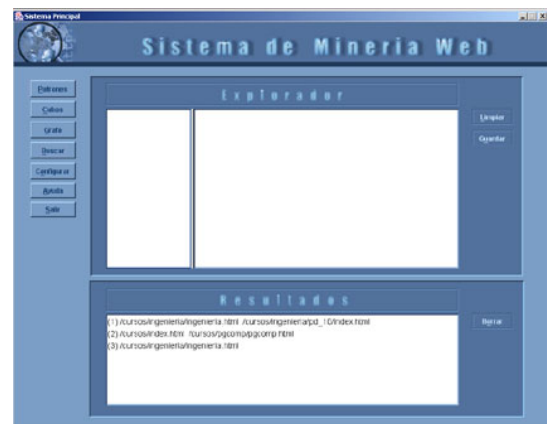 Sistema Principal
Sistema de Mineria Web
Patrones
Cubos
Grafo
Buscar
Configurar
Ayuda
Salir
Explorador
Limpiar
Guardar
Resultados
(1) /cursos/ingenieria/ingenieria.html /cursos/ingenieria/pd_10/index.html
(2) /cursos/index.html /cursos/pgcomp/pgcomp.html
(3) /cursos/ingenieria/ingenieria.html
Borrar